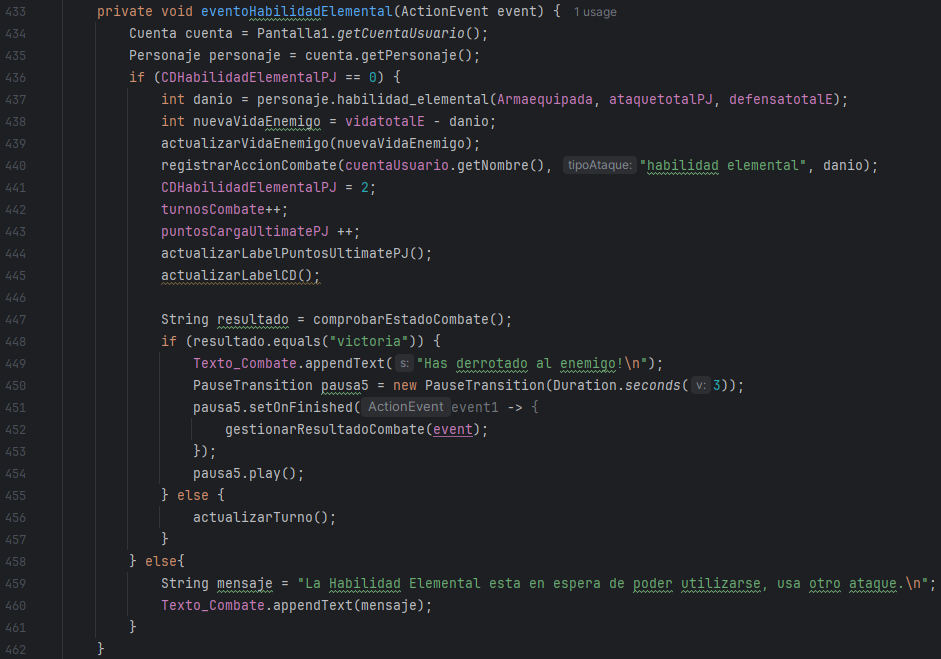 433 private void eventoHabilidadElemental(ActionEvent event) { 1 usage
434 Cuenta cuenta = Pantalla1.getCuentaUsuario();
435 Personaje personaje = cuenta.getPersonaje();
436 if (CDHabilidadElementalPJ == 0) {
437 int danio = personaje.habilidad_elemental(Armaequipada, ataquetotalPJ, defensatotalE);
438 int nuevaVidaEnemigo = vidatotalE - danio;
439 actualizarVidaEnemigo(nuevaVidaEnemigo);
440 registrarAccionCombate(cuentaUsuario.getNombre(), tipoAtaque: "habilidad elemental", danio);
441 CDHabilidadElementalPJ = 2;
442 turnosCombate++;
443 puntosCargaUltimatePJ ++;
444 actualizarLabelPuntosUltimatePJ();
445 actualizarLabelCD();
446
447 String resultado = comprobarEstadoCombate();
448 if (resultado.equals("victoria")) {
449 Texto_Combate.appendText( s: "Has derrotado al enemigo!\n");
450 PauseTransition pausa5 = new PauseTransition(Duration.seconds( v: 3));
451 pausa5.setOnFinished( ActionEvent event1 -> {
452 gestionarResultadoCombate(event);
453 });
454 pausa5.play();
455 } else {
456 actualizarTurno();
457 }
458 } else{
459 String mensaje = "La Habilidad Elemental esta en espera de poder utilizarse, usa otro ataque.\n";
460 Texto_Combate.appendText(mensaje);
461 }
462 }